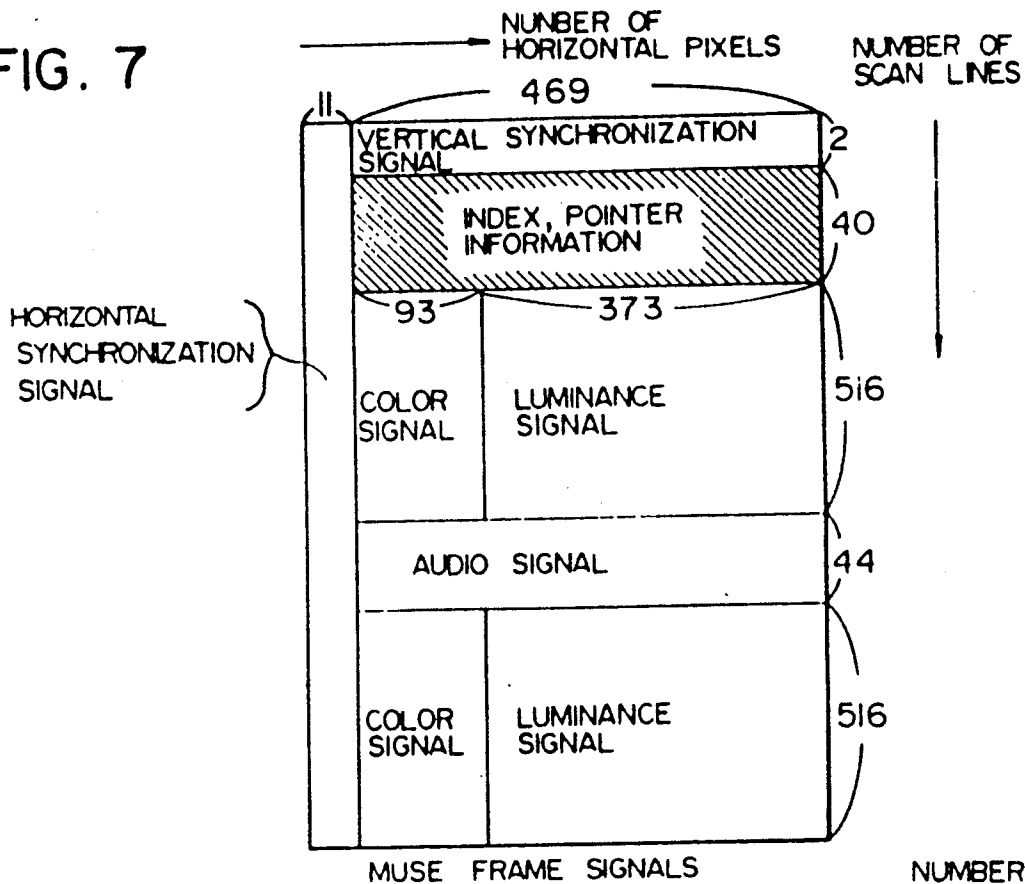 FIG. 7
NUNBER OF
HORIZONTAL PIXELS
NUMBER OF
SCAN LINES
11
469
VERTICAL SYNCHRONIZATION
SIGNAL
2
INDEX, POINTER
INFORMATION
40
93
373
HORIZONTAL
SYNCHRONIZATION
SIGNAL
COLOR
SIGNAL
LUMINANCE
SIGNAL
516
AUDIO SIGNAL
44
COLOR
SIGNAL
LUMINANCE
SIGNAL
516
MUSE FRAME SIGNALS
NUMBER